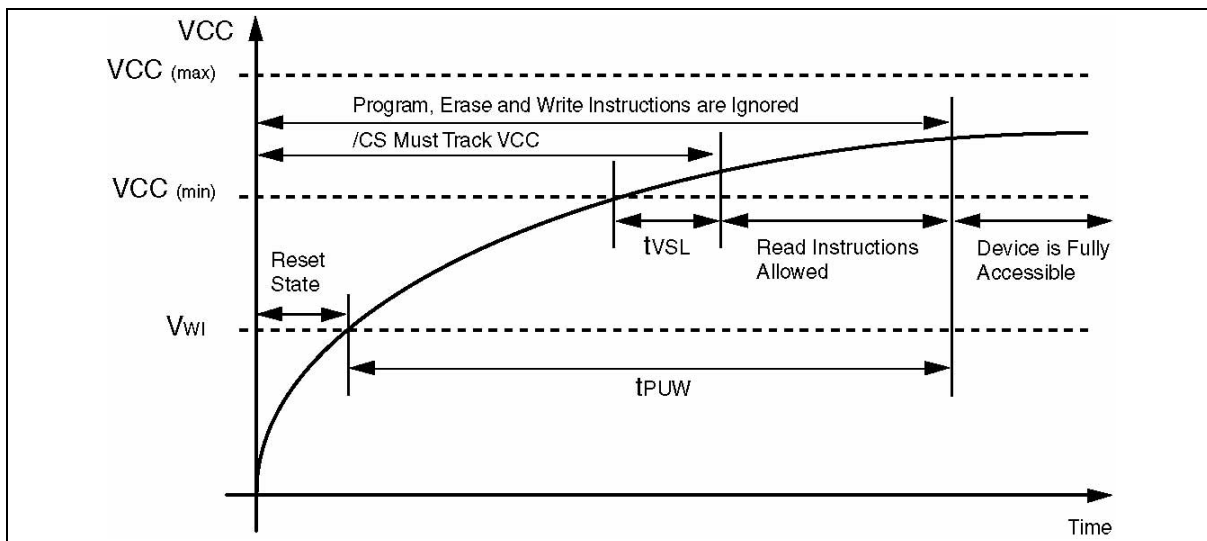 VCC
VCC (max)
Program, Erase and Write Instructions are Ignored
/CS Must Track VCC
VCC (min)
tVSL
Read Instructions
Allowed
Device is Fully
Accessible
Reset
State
VWI
tPUW
Time